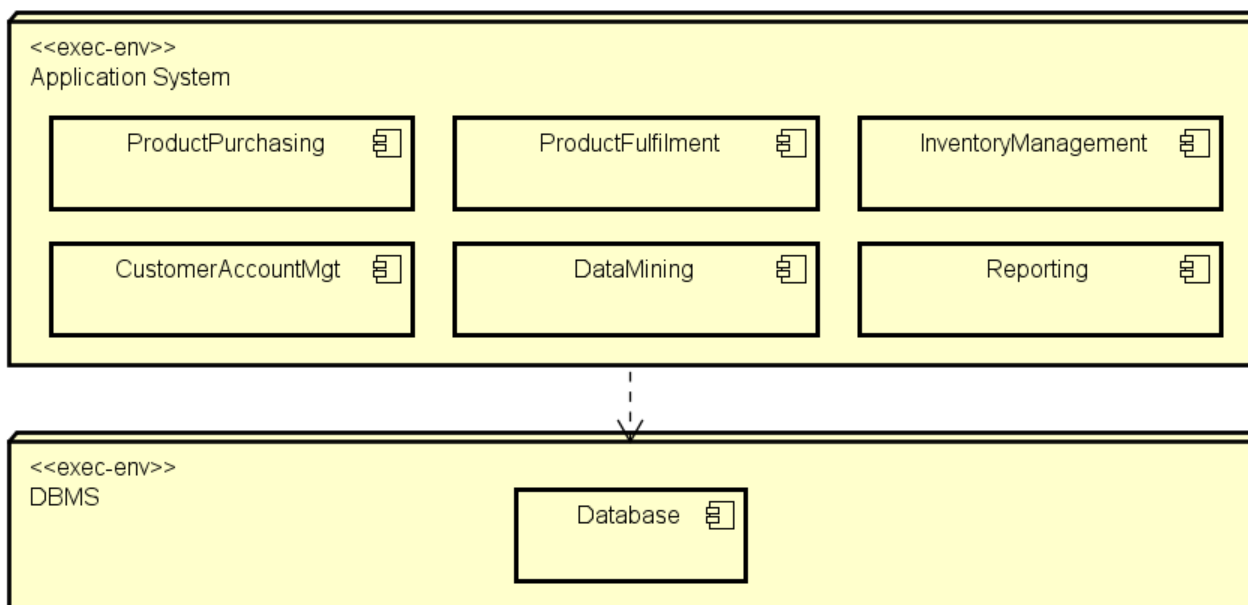 <<exec-env>>
Application System
ProductPurchasing
ProductFulfilment
InventoryManagement
CustomerAccountMgt
DataMining
Reporting
<<exec-env>>
DBMS
Database